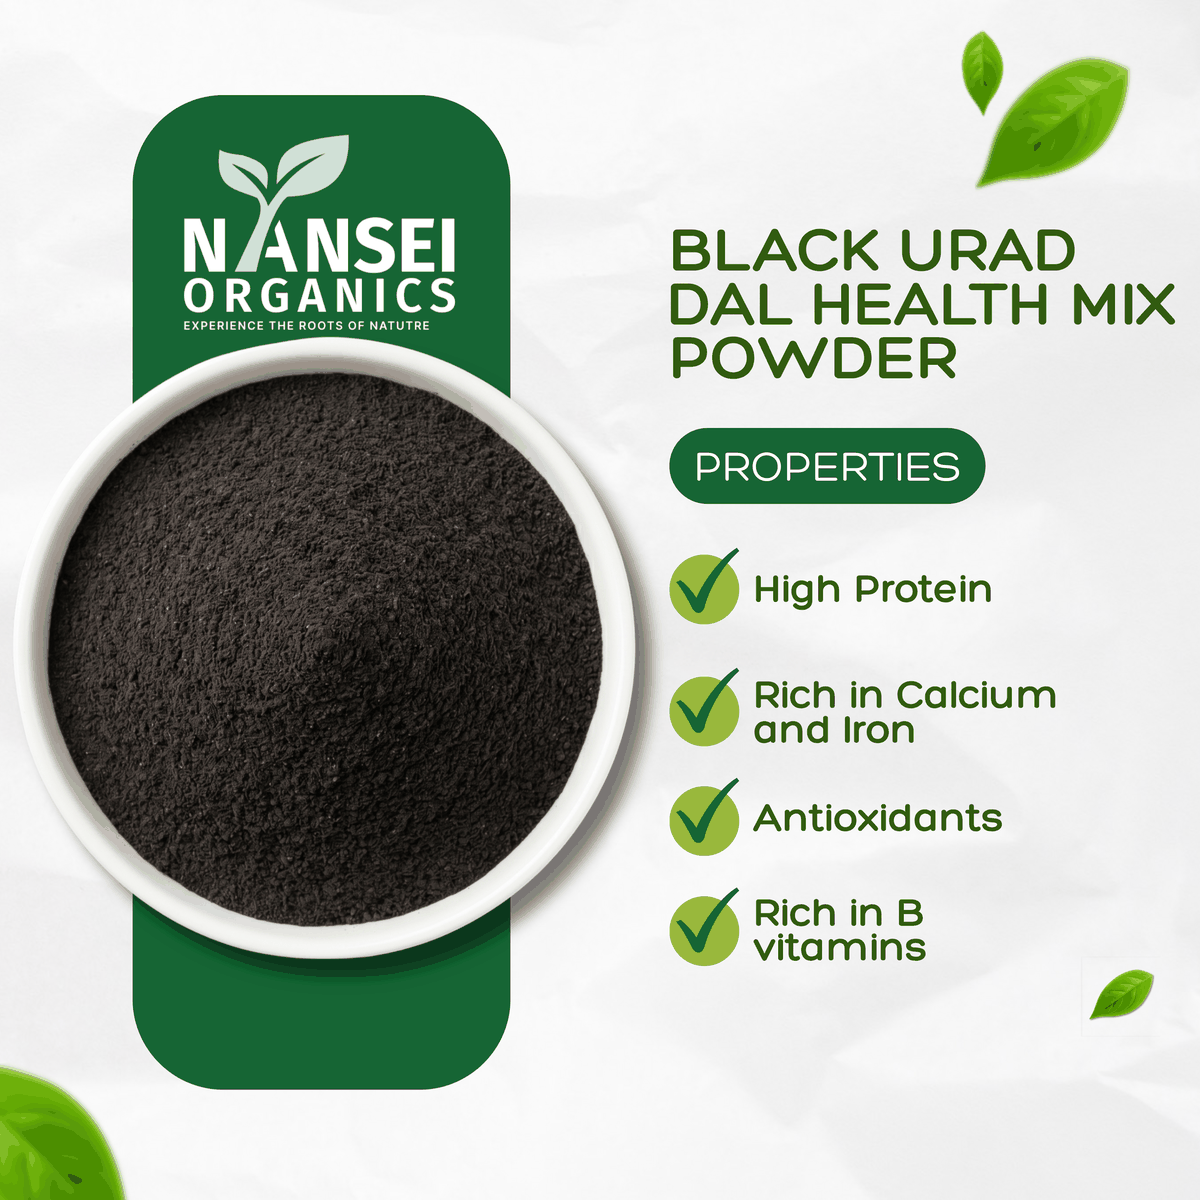 NANSEI
ORGANICS
EXPERIENCE THE ROOTS OF NATUTRE
BLACK URAD
DAL HEALTH MIX
POWDER
PROPERTIES
High Protein
Rich in Calcium
and Iron
Antioxidants
Rich in B
vitamins